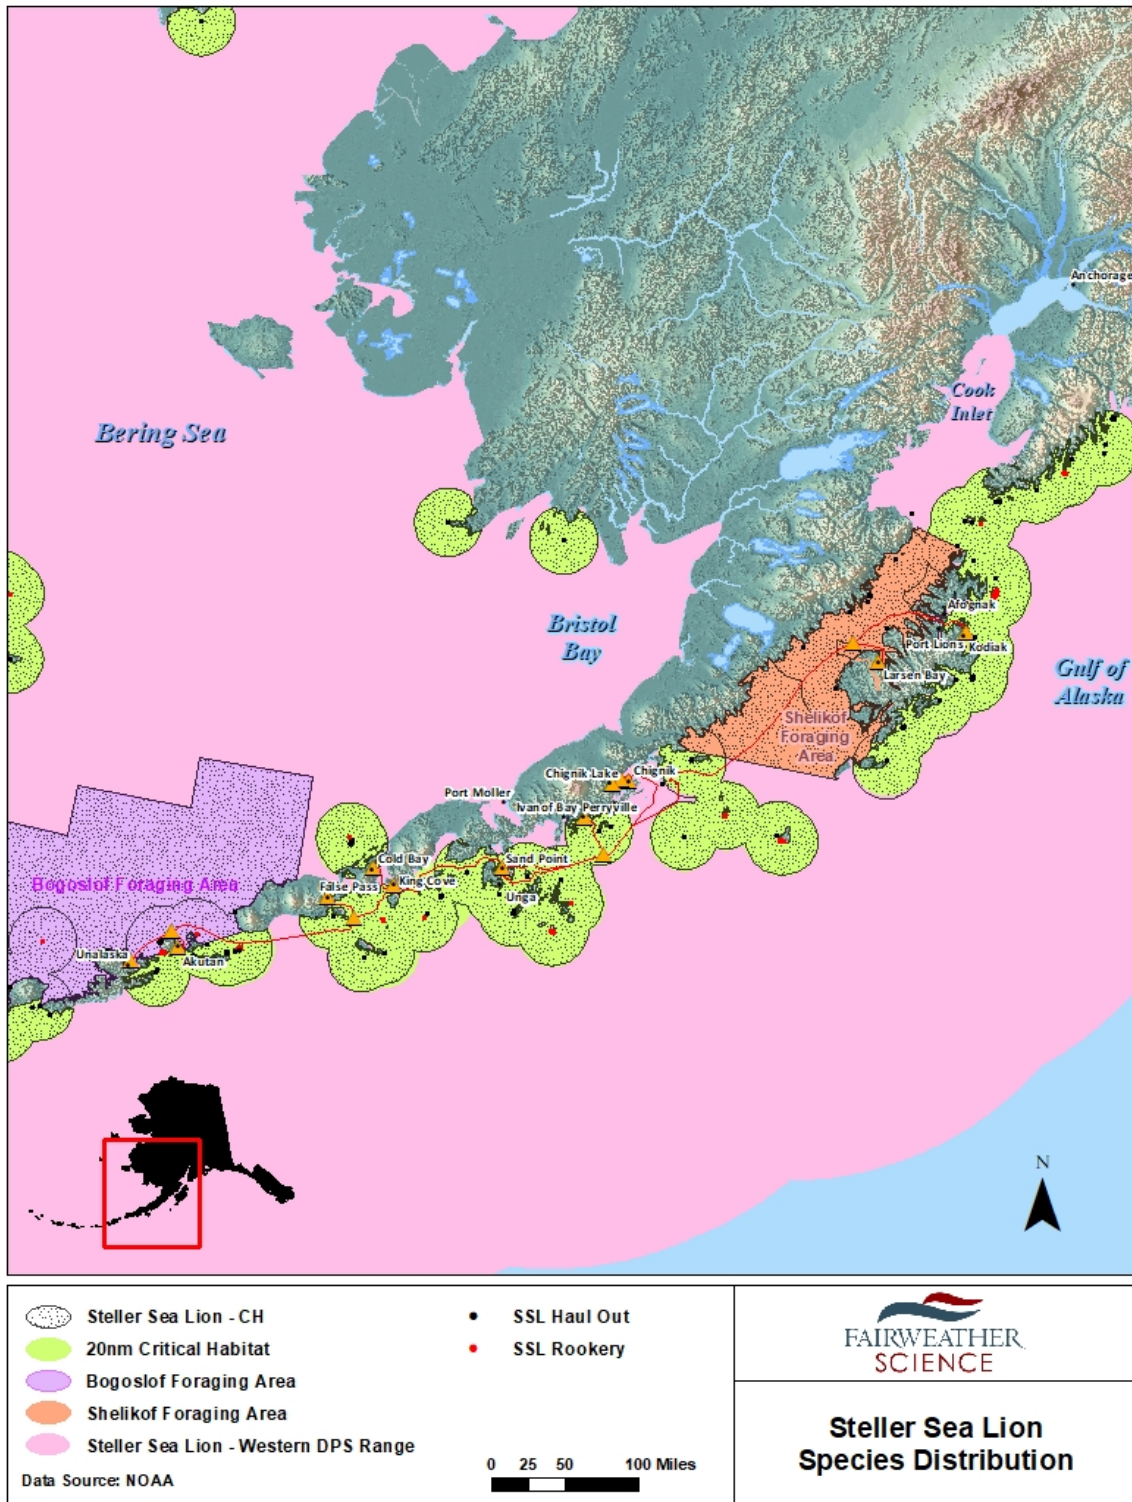 Anchorage
Cook
Inlet
Bering Sea
Bristol
Bay
Afognak
Port Lions
Kodiak
Larsen Bay
Gulf of
Alaska
Shelikof
Foraging
Area
Chignik Lake
Chignik
Port Moller
Ivanof Bay
Perryville
Cold Bay
Sand Point
King Cove
False Pass
Unga
Bogoslof Foraging Area
Unalaska
Akutan
N
Steller Sea Lion - CH
20nm Critical Habitat
Bogoslof Foraging Area
Shelikof Foraging Area
Steller Sea Lion - Western DPS Range
Data Source: NOAA
SSL Haul Out
SSL Rookery
0 25 50 100 Miles
FAIRWEATHER
SCIENCE
Steller Sea Lion
Species Distribution